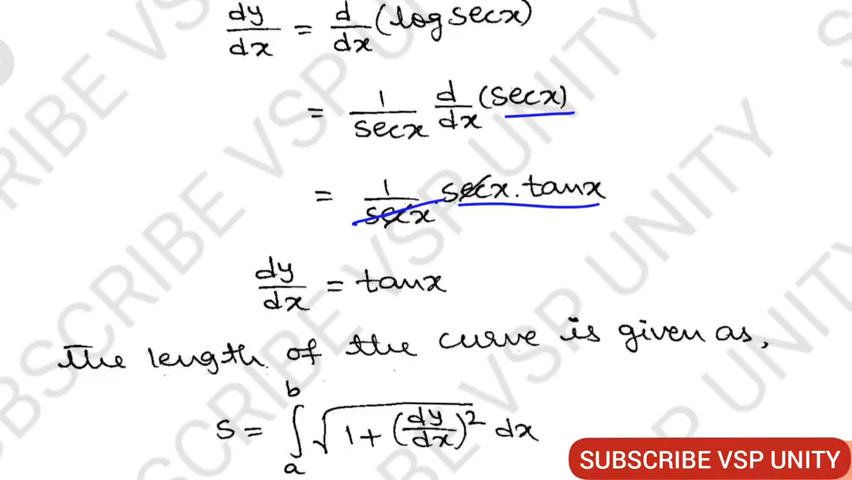 dy/dx = d/dx (log secx)
= 1/secx d/dx (secx)
= 1/secx secx . tanx
dy/dx = tanx
The length of the curve is given as,
S = ∫_a^b √(1 + (dy/dx)²) dx
SUBSCRIBE VSP UNITY